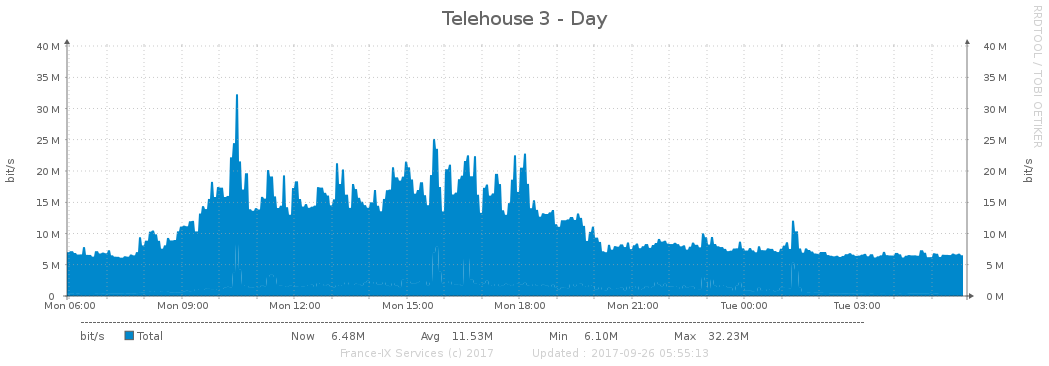 Telehouse 3 - Day
RRDTOOL / TOBI OETIKER
bit/s
bit/s
40 M 40 M
35 M 35 M
30 M 30 M
25 M 25 M
20 M 20 M
15 M 15 M
10 M 10 M
5 M 5 M
0 0 M
Mon 06:00 Mon 09:00 Mon 12:00 Mon 15:00 Mon 18:00 Mon 21:00 Tue 00:00 Tue 03:00
bit/s Total Now 6.48M Avg 11.53M Min 6.10M Max 32.23M
France-IX Services (c) 2017 Updated : 2017-09-26 05:55:13